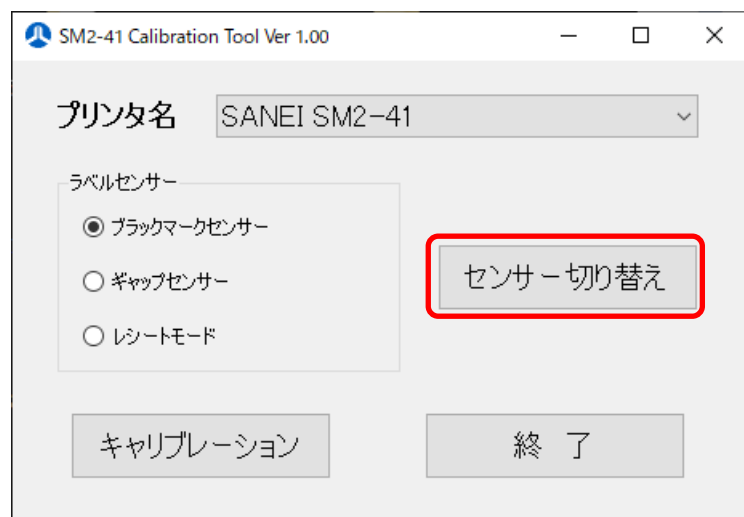 SM2-41 Calibration Tool Ver 1.00
プリンタ名 SANEI SM2-41
ラベルセンサー
ブラックマークセンサー
ギャップセンサー
レシートモード
センサー切り替え
キャリブレーション 終 了